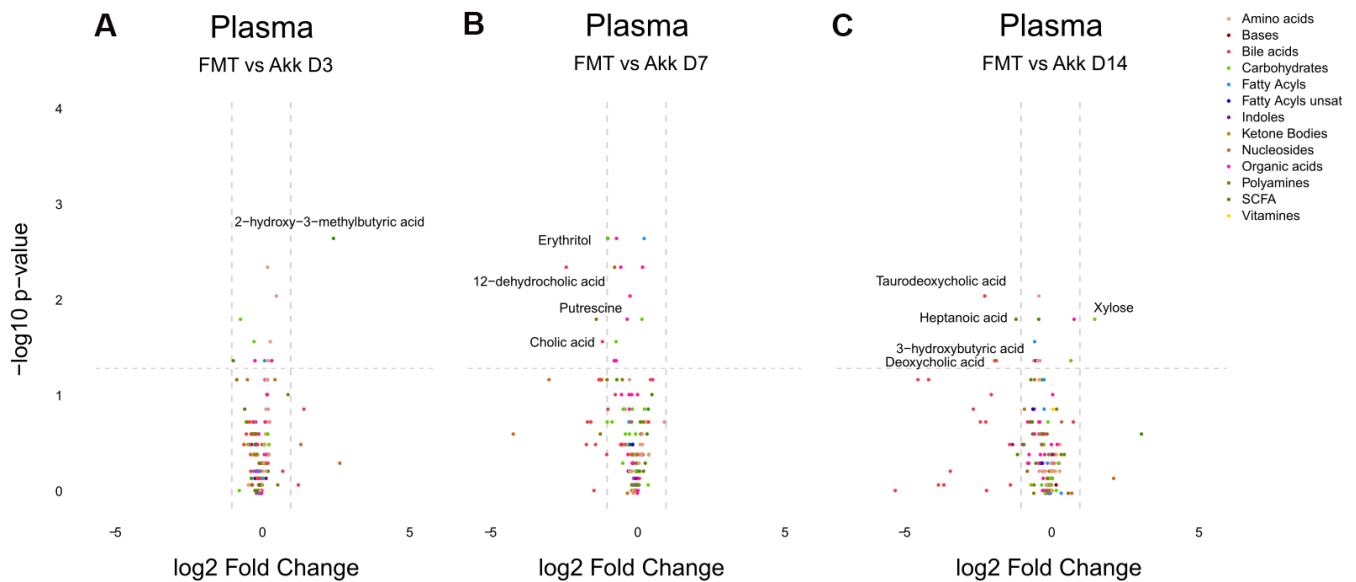 A
Plasma
FMT vs Akk D3
B
Plasma
FMT vs Akk D7
C
Plasma
FMT vs Akk D14
Amino acids
Bases
Bile acids
Carbohydrates
Fatty Acyls
Fatty Acyls unsat
Indoles
Ketone Bodies
Nucleosides
Organic acids
Polyamines
SCFA
Vitamines
−log10 p−value
4
3
2
1
0
2−hydroxy−3−methylbutyric acid
Erythritol
12−dehydrocholic acid
Putrescine
Cholic acid
Taurodeoxycholic acid
Heptanoic acid
Xylose
3−hydroxybutyric acid
Deoxycholic acid
−5 0 5
−5 0 5
−5 0 5
log2 Fold Change
log2 Fold Change
log2 Fold Change